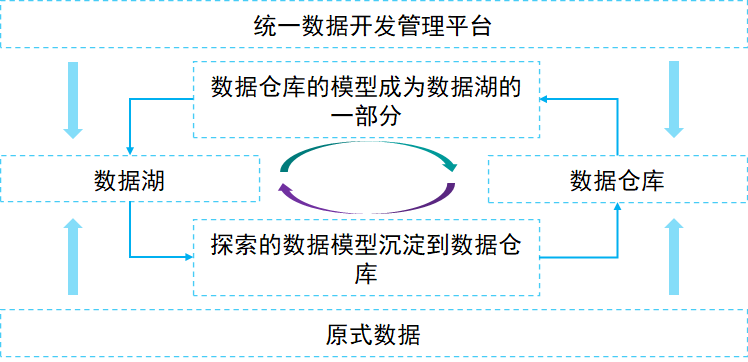 统一数据开发管理平台
数据仓库的模型成为数据湖的
一部分
数据湖
数据仓库
探索的数据模型沉淀到数据仓
库
原式数据